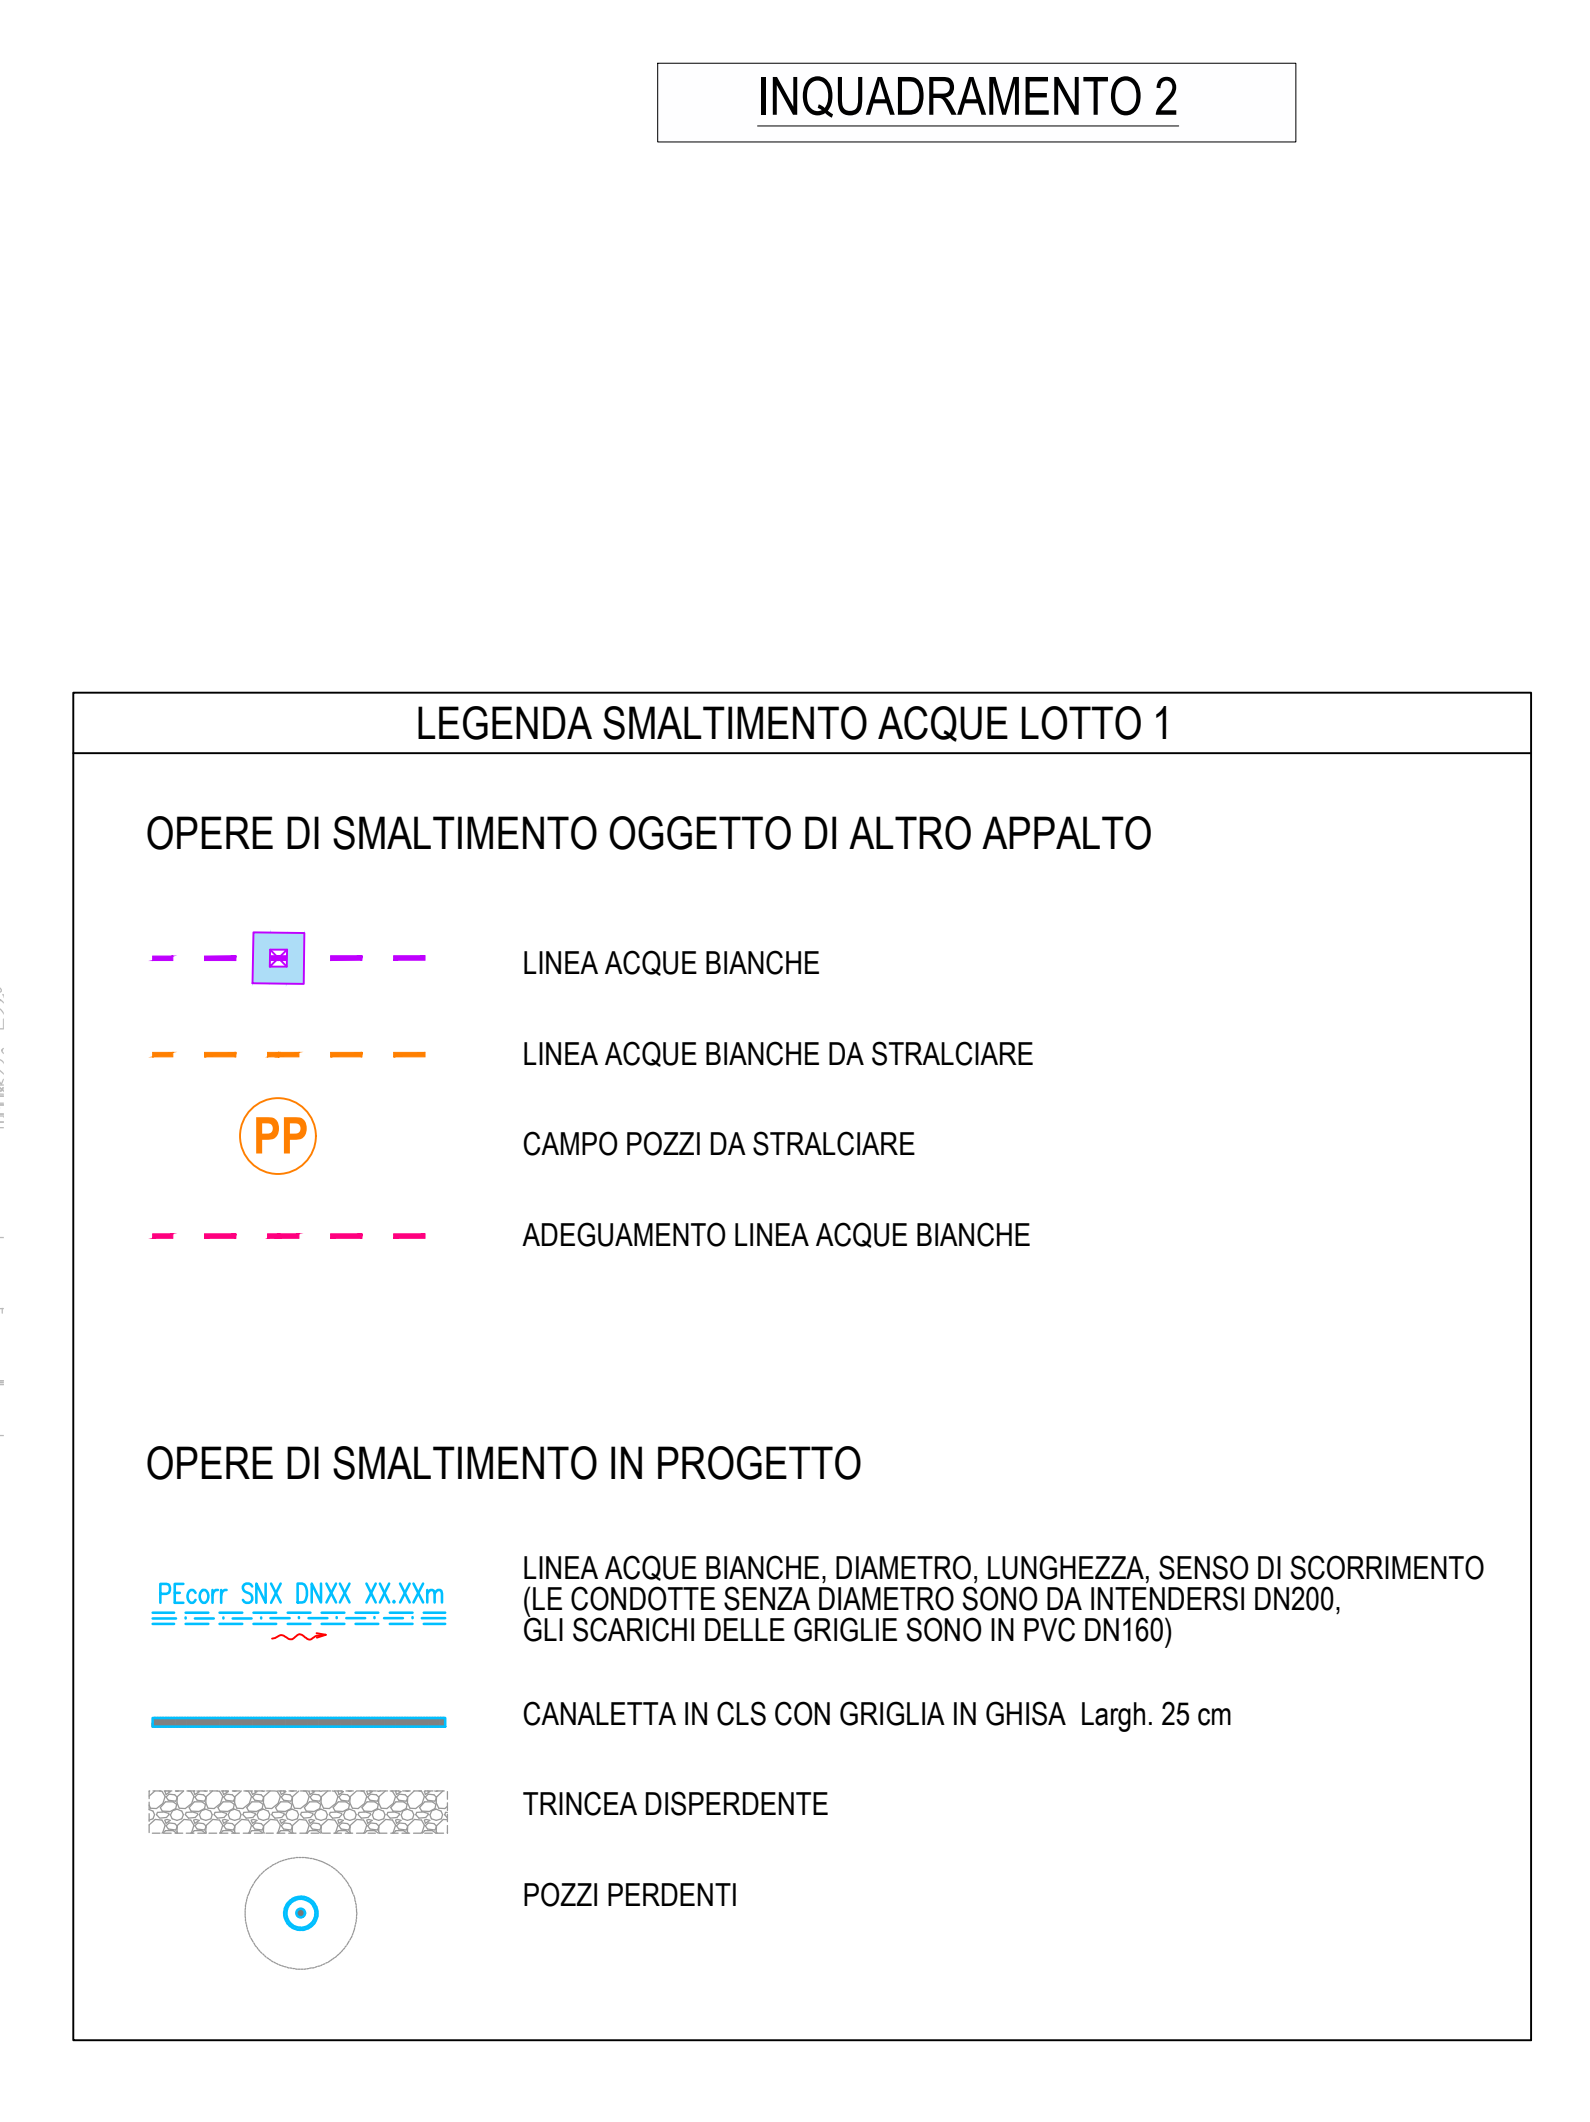 INQUADRAMENTO 2
LEGENDA SMALTIMENTO ACQUE LOTTO 1
OPERE DI SMALTIMENTO OGGETTO DI ALTRO APPALTO
LINEA ACQUE BIANCHE
LINEA ACQUE BIANCHE DA STRALCIARE
PP
CAMPO POZZI DA STRALCIARE
ADEGUAMENTO LINEA ACQUE BIANCHE
OPERE DI SMALTIMENTO IN PROGETTO
PEcorr SNX DNXX XX.XXm
LINEA ACQUE BIANCHE, DIAMETRO, LUNGHEZZA, SENSO DI SCORRIMENTO
(LE CONDOTTE SENZA DIAMETRO SONO DA INTENDERSI DN200,
GLI SCARICHI DELLE GRIGLIE SONO IN PVC DN160)
CANALETTA IN CLS CON GRIGLIA IN GHISA Largh. 25 cm
TRINCEA DISPERDENTE
POZZI PERDENTI